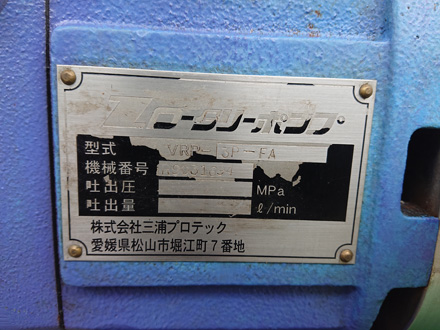 ロータリーポンプ
型式 VRP-
機械番号
吐出圧 MPa
吐出量 ℓ/min
株式会社三浦プロテック
愛媛県松山市堀江町7番地